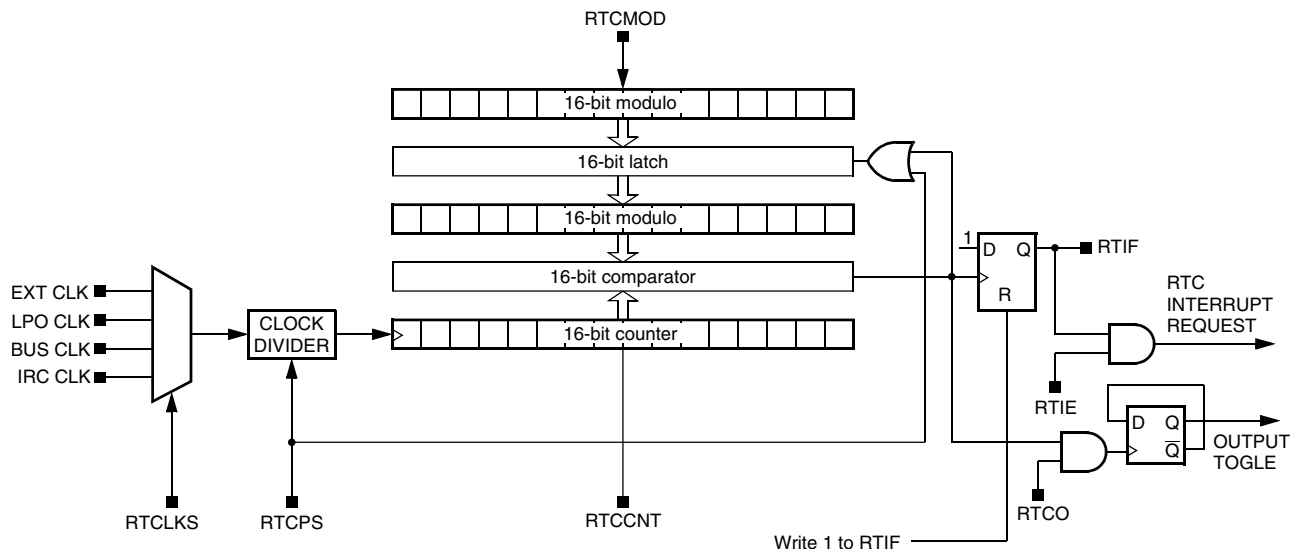 RTCMOD
16-bit modulo
16-bit latch
16-bit modulo
16-bit comparator
16-bit counter
EXT CLK
LPO CLK
BUS CLK
IRC CLK
CLOCK
DIVIDER
1
D Q
R
RTIF
RTC
INTERRUPT
REQUEST
RTIE
D Q
Q
OUTPUT
TOGLE
RTCO
RTCLKS
RTCPS
RTCCNT
Write 1 to RTIF